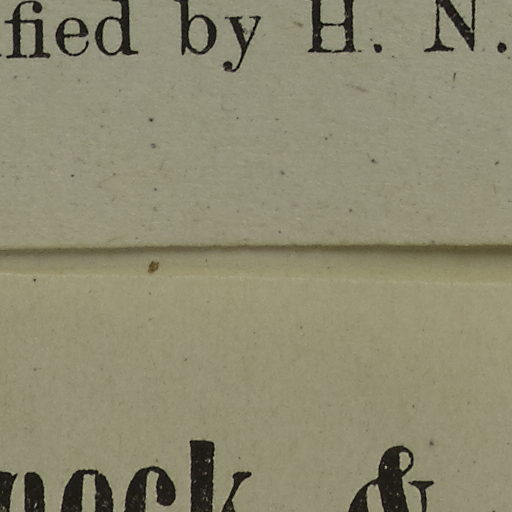 fied by H. N.
nock &